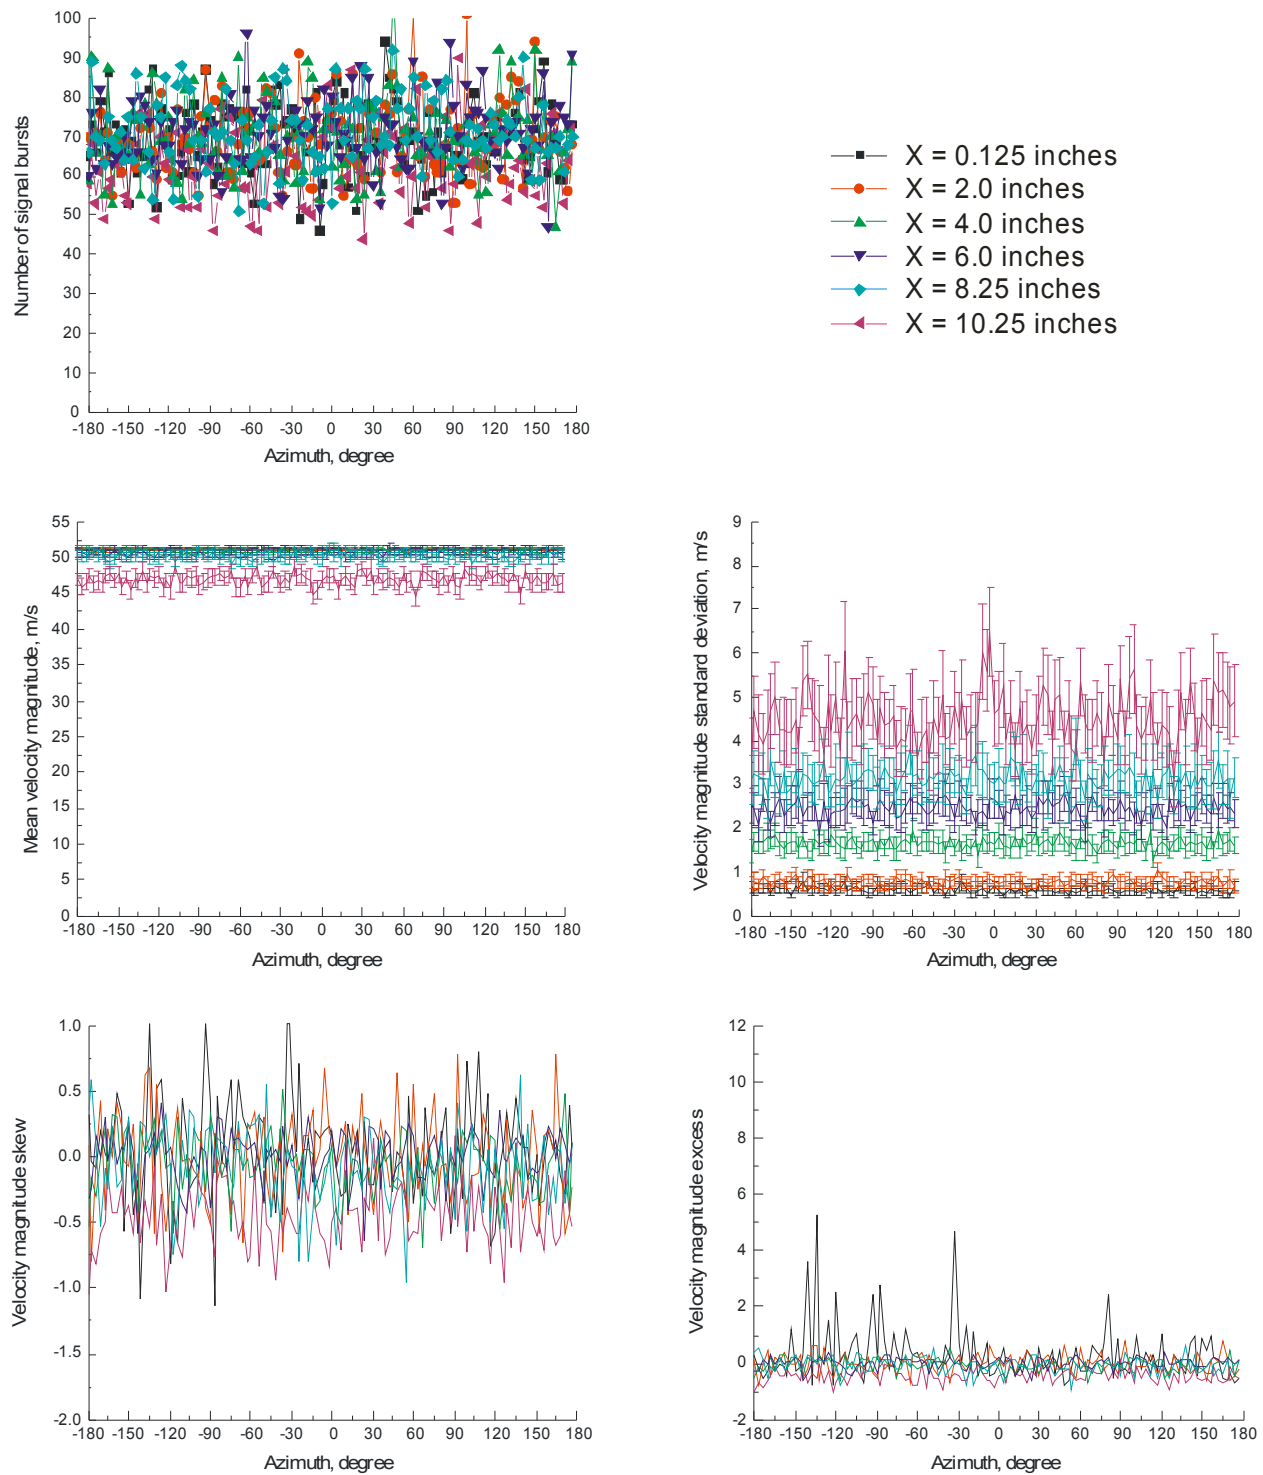 100
90
80
70
60
50
40
30
20
10
0
Number of signal bursts
-180 -150 -120 -90 -60 -30 0 30 60 90 120 150 180
Azimuth, degree
X = 0.125 inches
X = 2.0 inches
X = 4.0 inches
X = 6.0 inches
X = 8.25 inches
X = 10.25 inches
55
50
45
40
35
30
25
20
15
10
5
0
Mean velocity magnitude, m/s
-180 -150 -120 -90 -60 -30 0 30 60 90 120 150 180
Azimuth, degree
9
8
7
6
5
4
3
2
1
0
Velocity magnitude standard deviation, m/s
-180 -150 -120 -90 -60 -30 0 30 60 90 120 150 180
Azimuth, degree
1.0
0.5
0.0
-0.5
-1.0
-1.5
-2.0
Velocity magnitude skew
-180 -150 -120 -90 -60 -30 0 30 60 90 120 150 180
Azimuth, degree
12
10
8
6
4
2
0
-2
Velocity magnitude excess
-180 -150 -120 -90 -60 -30 0 30 60 90 120 150 180
Azimuth, degree